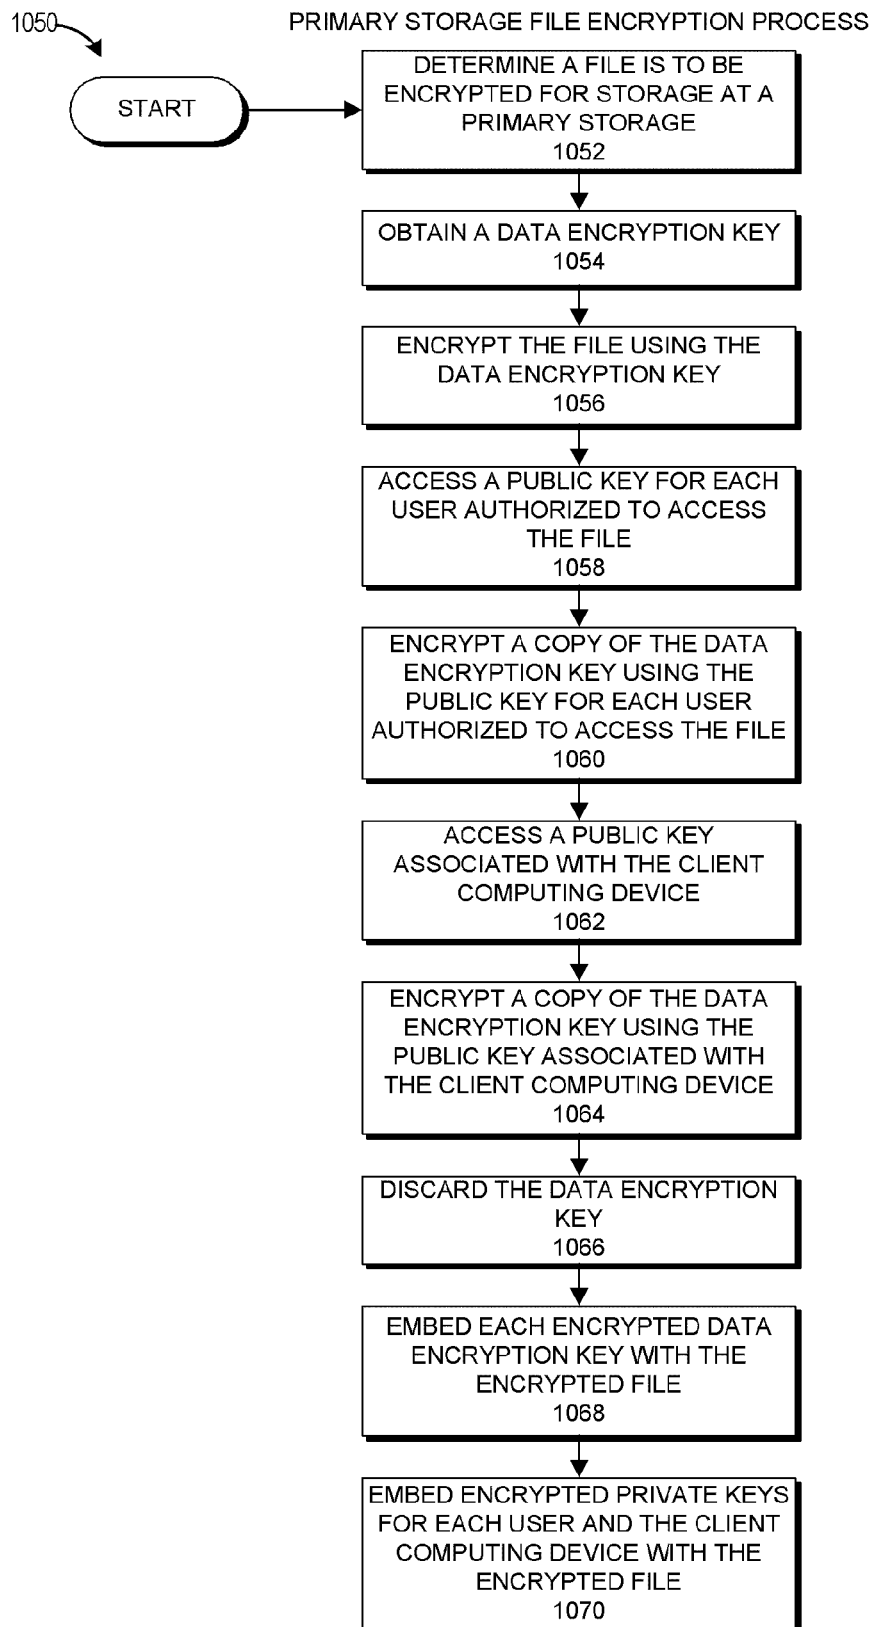 1050
PRIMARY STORAGE FILE ENCRYPTION PROCESS
START
DETERMINE A FILE IS TO BE
ENCRYPTED FOR STORAGE AT A
PRIMARY STORAGE
1052
OBTAIN A DATA ENCRYPTION KEY
1054
ENCRYPT THE FILE USING THE
DATA ENCRYPTION KEY
1056
ACCESS A PUBLIC KEY FOR EACH
USER AUTHORIZED TO ACCESS
THE FILE
1058
ENCRYPT A COPY OF THE DATA
ENCRYPTION KEY USING THE
PUBLIC KEY FOR EACH USER
AUTHORIZED TO ACCESS THE FILE
1060
ACCESS A PUBLIC KEY
ASSOCIATED WITH THE CLIENT
COMPUTING DEVICE
1062
ENCRYPT A COPY OF THE DATA
ENCRYPTION KEY USING THE
PUBLIC KEY ASSOCIATED WITH
THE CLIENT COMPUTING DEVICE
1064
DISCARD THE DATA ENCRYPTION
KEY
1066
EMBED EACH ENCRYPTED DATA
ENCRYPTION KEY WITH THE
ENCRYPTED FILE
1068
EMBED ENCRYPTED PRIVATE KEYS
FOR EACH USER AND THE CLIENT
COMPUTING DEVICE WITH THE
ENCRYPTED FILE
1070